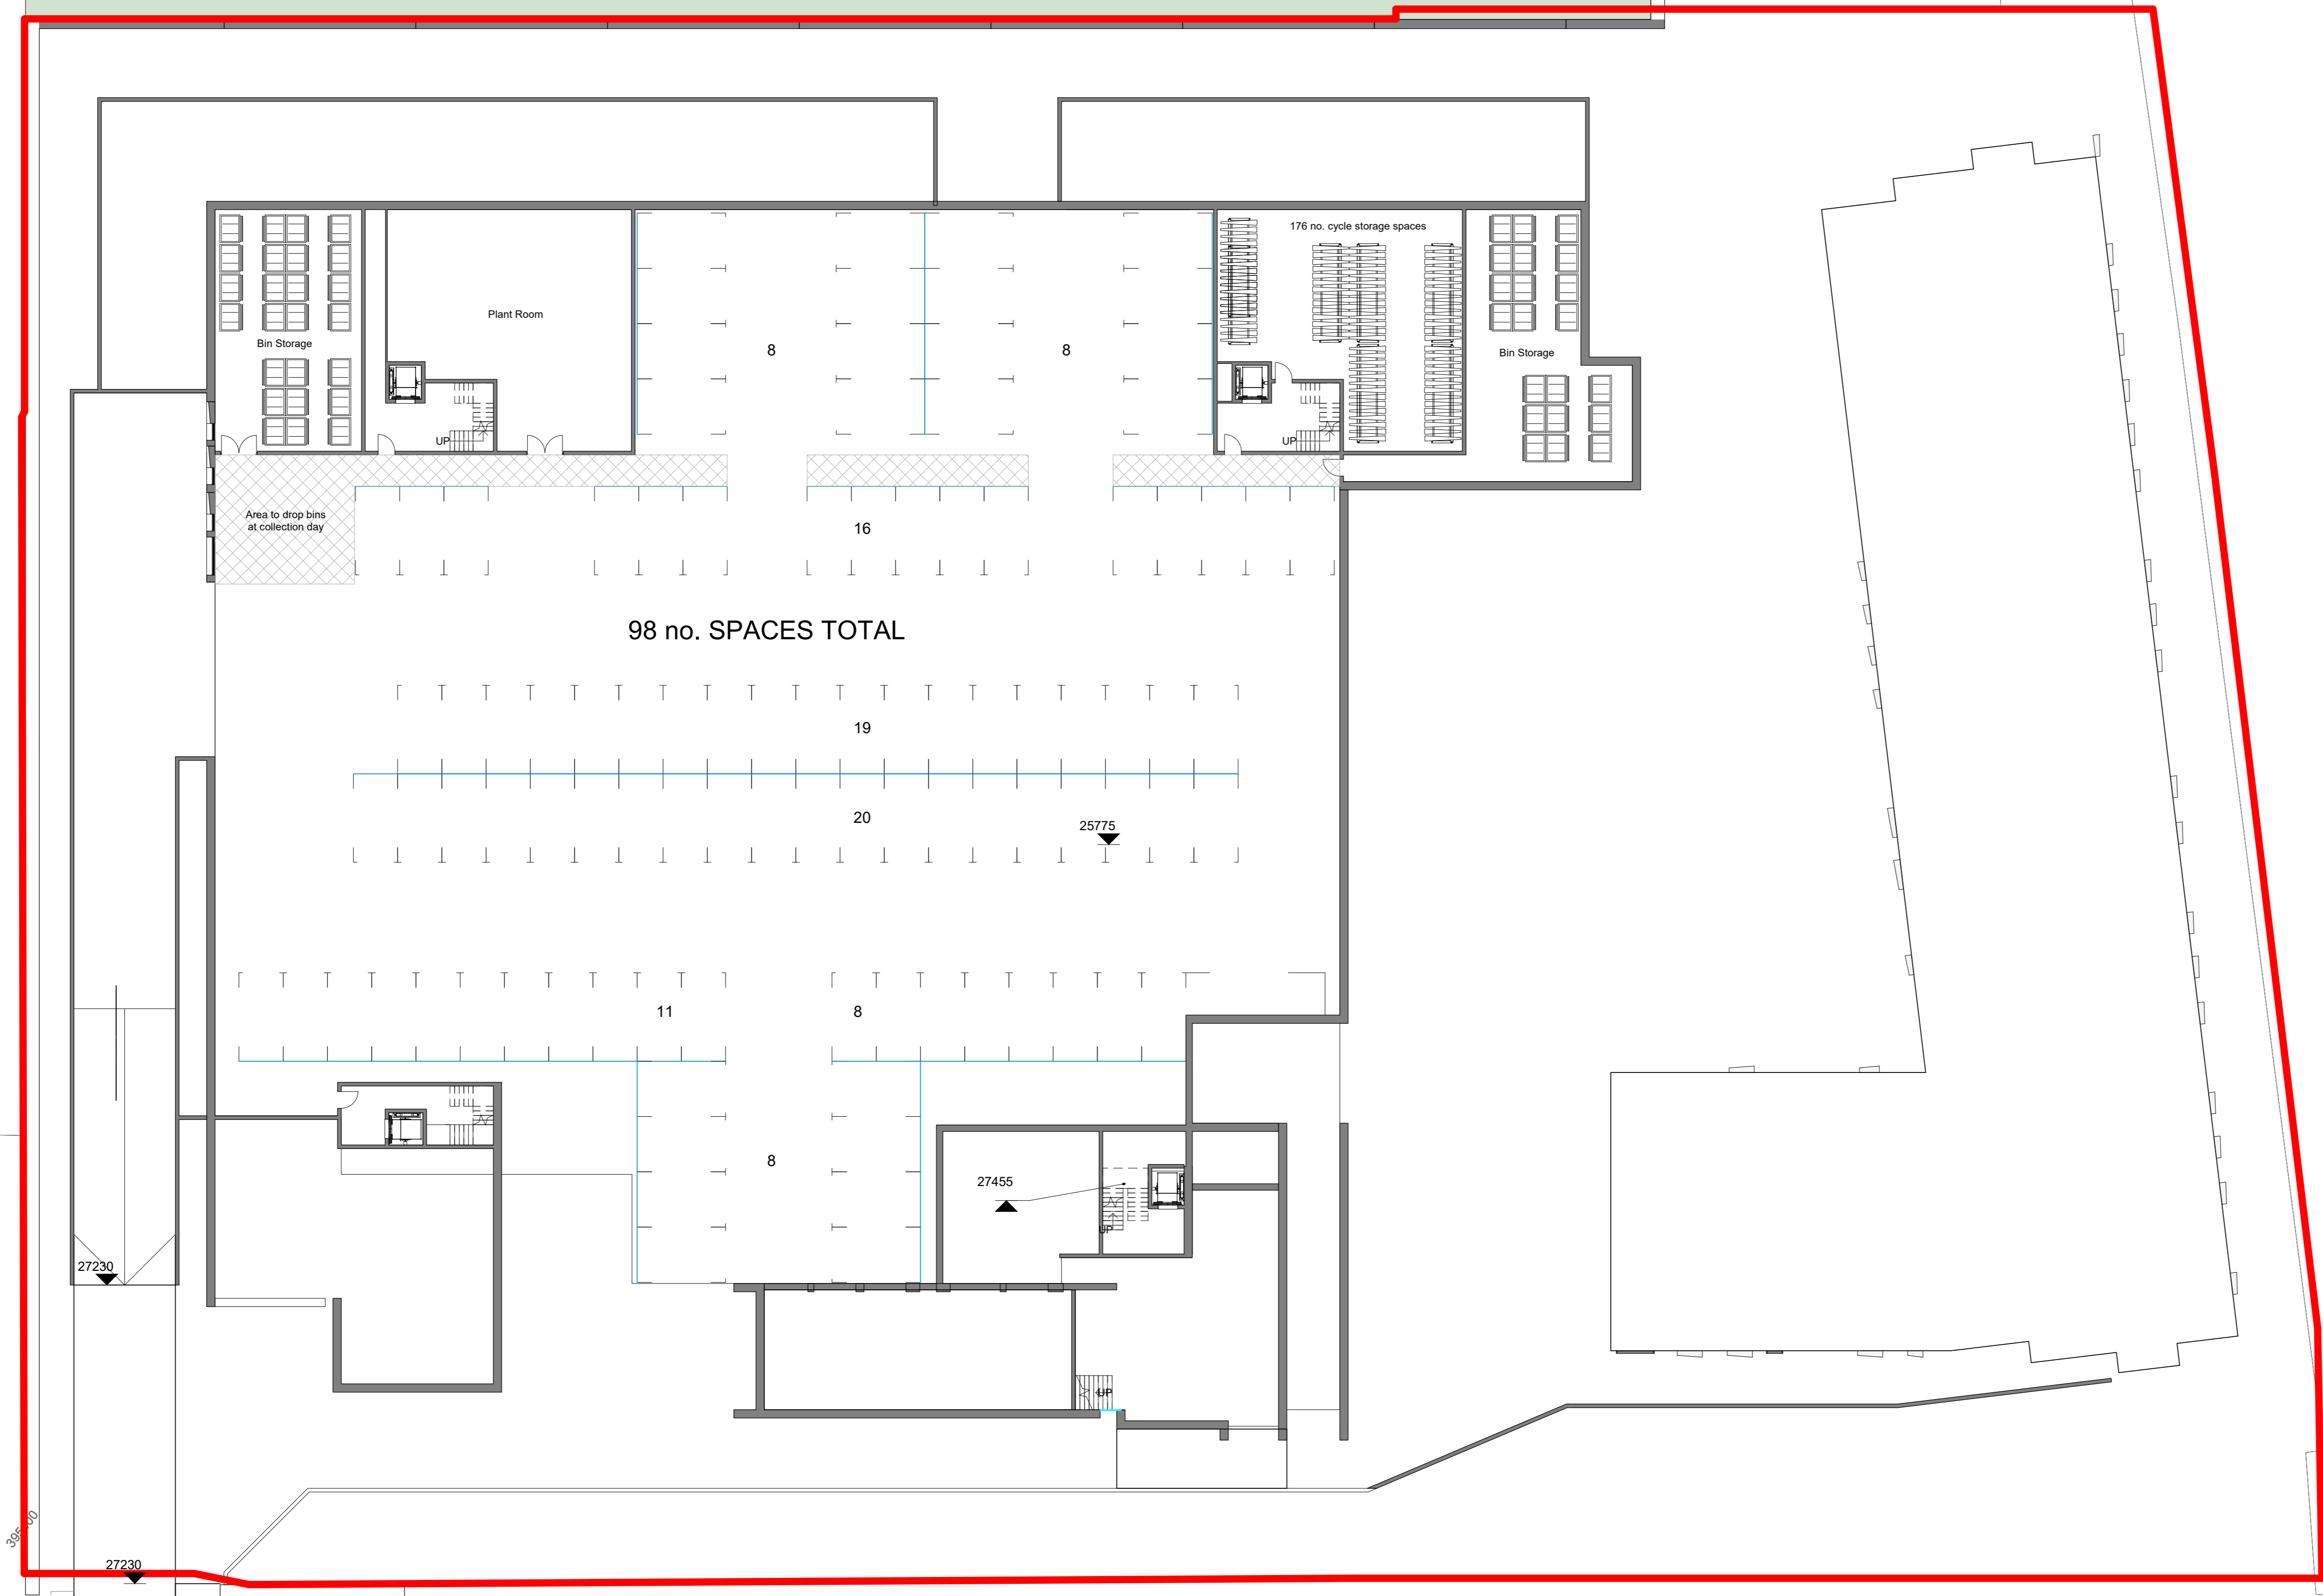 176 no. cycle storage spaces
Plant Room
Bin Storage
8
8
Bin Storage
UP
UP
Area to drop bins
at collection day
16
98 no. SPACES TOTAL
19
20
25775
11
8
8
27455
UP
27230
UP
27230